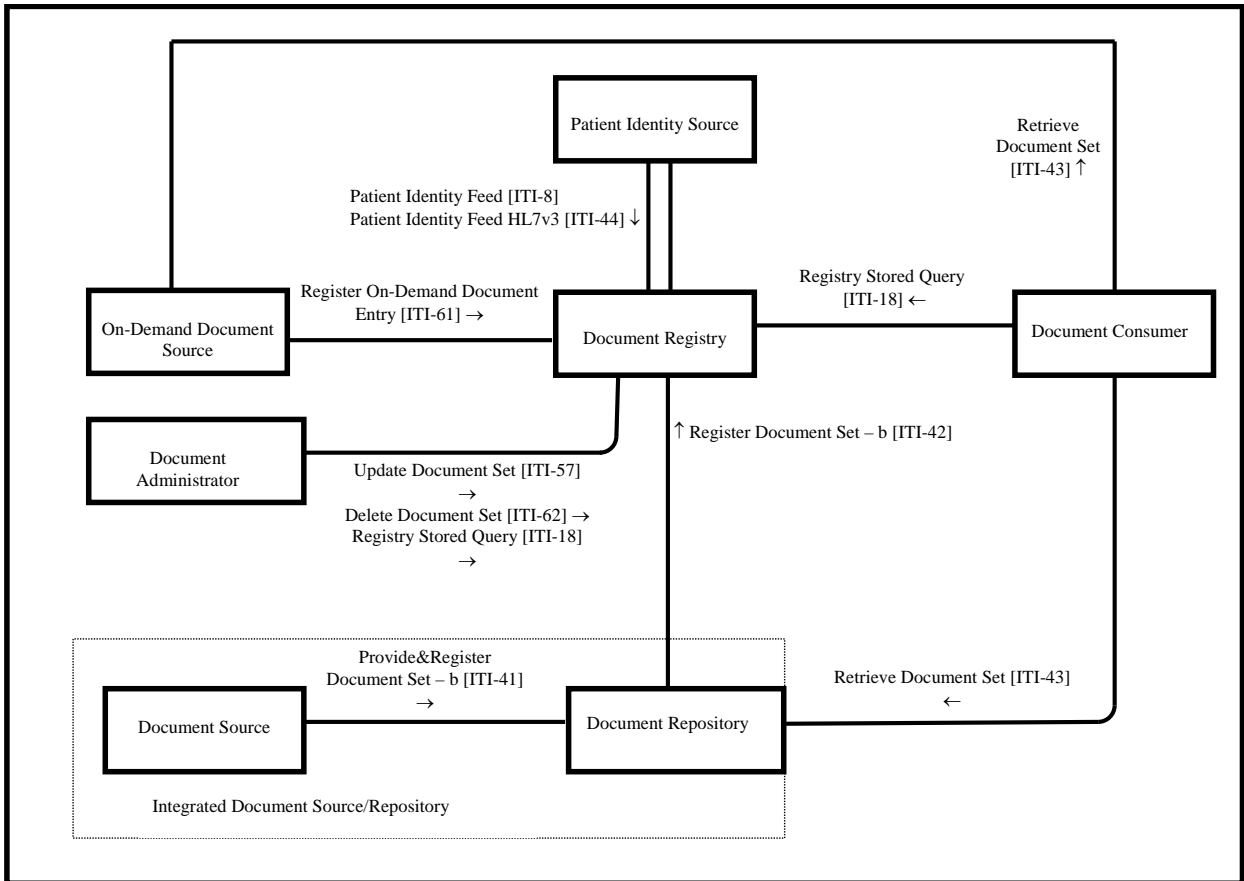 Patient Identity Source
Retrieve
Document Set
[ITI-43] ↑
Patient Identity Feed [ITI-8]
Patient Identity Feed HL7v3 [ITI-44] ↓
Register On-Demand Document
Entry [ITI-61] →
Registry Stored Query
[ITI-18] ←
On-Demand Document
Source
Document Registry
Document Consumer
↑ Register Document Set – b [ITI-42]
Document
Administrator
Update Document Set [ITI-57]
→
Delete Document Set [ITI-62] →
Registry Stored Query [ITI-18]
→
Provide&Register
Document Set – b [ITI-41]
→
Retrieve Document Set [ITI-43]
←
Document Source
Document Repository
Integrated Document Source/Repository